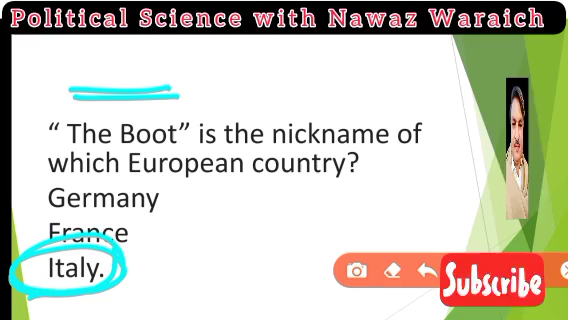 Political Science with Nawaz Waraich
“ The Boot” is the nickname of
which European country?
Germany
France
Italy.
Subscribe